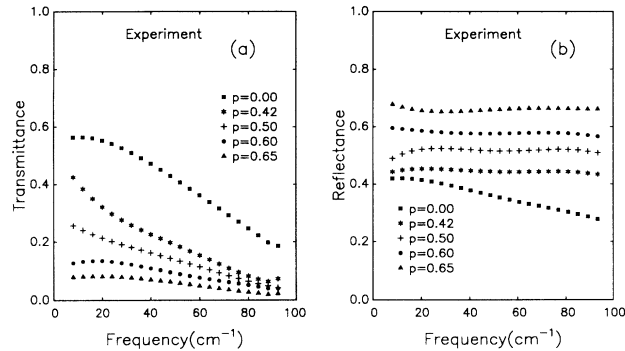 Experiment
(a)
Transmittance
1.0
0.8
0.6
0.4
0.2
0.0
■ p=0.00
✱ p=0.42
+ p=0.50
● p=0.60
▲ p=0.65
0 20 40 60 80 100
Frequency(cm⁻¹)
Experiment
(b)
Reflectance
1.0
0.8
0.6
0.4
0.2
0.0
▲ p=0.65
● p=0.60
+ p=0.50
✱ p=0.42
■ p=0.00
0 20 40 60 80 100
Frequency(cm⁻¹)